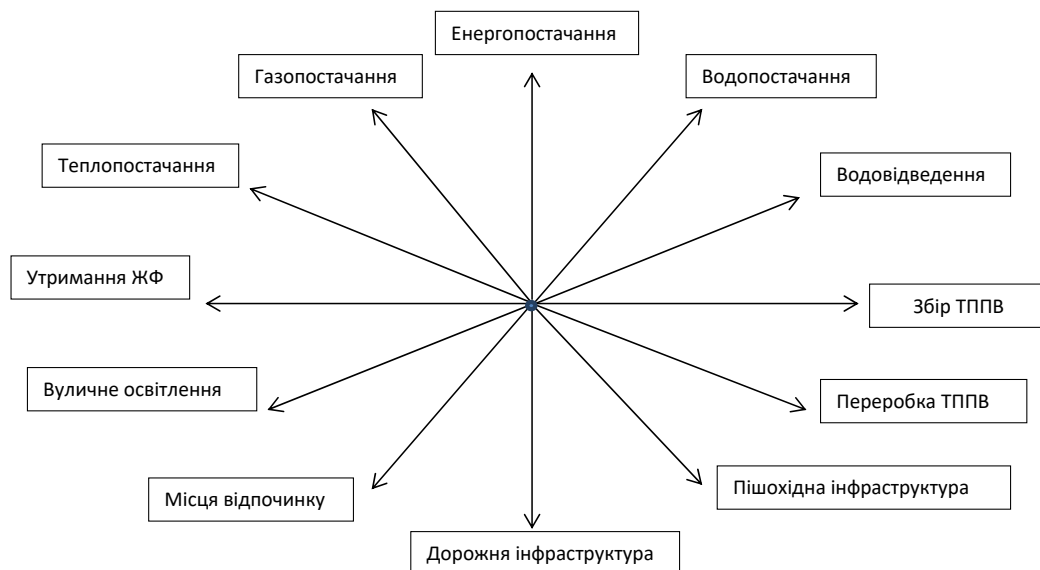 Енергопостачання
Газопостачання
Водопостачання
Теплопостачання
Водовідведення
Утримання ЖФ
Збір ТППВ
Вуличне освітлення
Переробка ТППВ
Місця відпочинку
Пішохідна інфраструктура
Дорожня інфраструктура